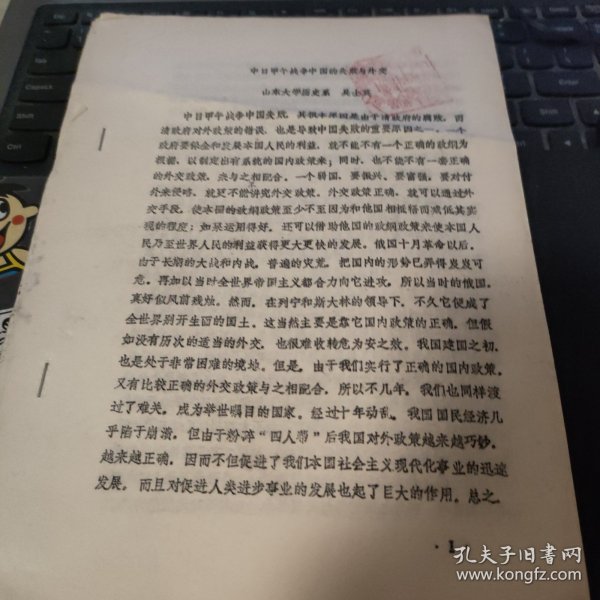 中日甲午战争中国的失败与外交
山东大学历史系 吴士英
中日甲午战争中国失败，其根本原因是由于清政府的腐败，而
清政府对外政策的错误，也是导致中国失败的重要原因之一。一个
政府要维会和发展本国人民的利益，就不能不有一个正确的政纲为
根据，以制定出有系统的国内政策来；同时，也不能不有一套正确
的外交政策，来与之相配合。一个弱国，要振兴、要富强，要对付
外来侵略，就更不能不讲究外交政策。外交政策正确，就可以通过外
交手段，使本国的政纲政策至少不至因为和他国相抵牾而减低其实
现的程度；如果运用得好，还可以借助他国的政纲政策来使本国人
民乃至世界人民的利益获得更大更快的发展。俄国十月革命以后，
由于长期的大战和内战，普遍的灾荒，把国内的形势已弄得岌岌可
危，再加以当时全世界帝国主义都合力向它进攻，所以当时的俄国，
真好似风前残烛。然而，在列宁和斯大林的领导下，不久它便成了
全世界别开生面的国土。这当然主要是靠它国内政策的正确，但假
如没有历次的适当的外交，也很难收转危为安之效。我国建国之初，
也是处于非常困难的境地。但是，由于我们实行了正确的国内政策，
又有比较正确的外交政策与之相配合，所以不几年，我们也同样渡
过了难关，成为举世嘱目的国家。经过十年动乱，我国国民经济几
乎陷于崩溃，但由于粉碎“四人帮”后我国对外政策越来越巧妙，
越来越正确，因而不但促进了我们本国社会主义现代化事业的迅速
发展，而且对促进人类进步事业的发展也起了巨大的作用。总之，
· 1
孔夫子旧书网
www.kongfz.com